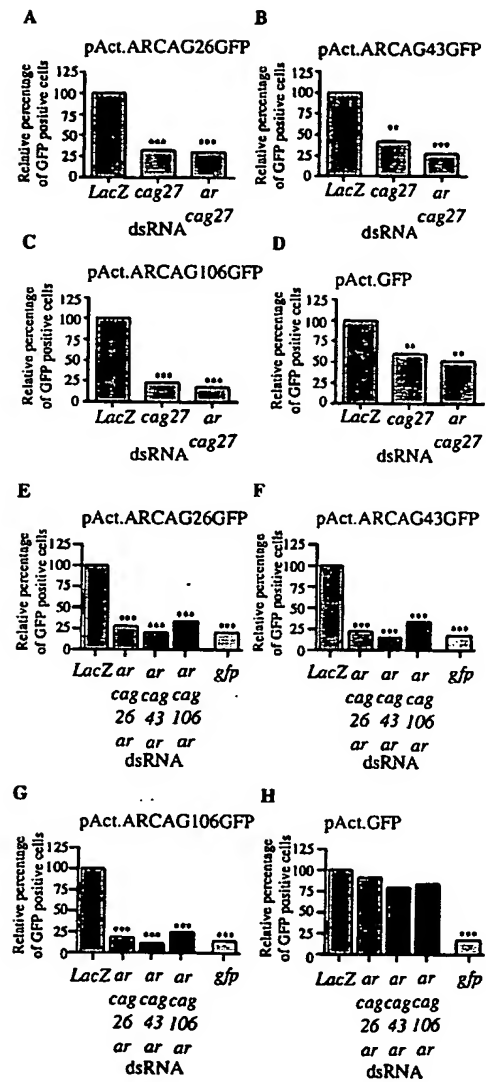 A
pAct.ARCAG26GFP
Relative percentage
of GFP positive cells
125
100
75
50
25
0
***
***
LacZ cag27 ar
cag27
dsRNA
B
pAct.ARCAG43GFP
Relative percentage
of GFP positive cells
125
100
75
50
25
0
**
***
LacZ cag27 ar
cag27
dsRNA
C
pAct.ARCAG106GFP
Relative percentage
of GFP positive cells
125
100
75
50
25
0
***
***
LacZ cag27 ar
cag27
dsRNA
D
pAct.GFP
Relative percentage
of GFP positive cells
125
100
75
50
25
0
**
**
LacZ cag27 ar
cag27
dsRNA
E
pAct.ARCAG26GFP
Relative percentage
of GFP positive cells
125
100
75
50
25
0
***
***
***
***
LacZ ar ar ar gfp
cag cag cag
26 43 106
ar ar ar
dsRNA
F
pAct.ARCAG43GFP
Relative percentage
of GFP positive cells
125
100
75
50
25
0
***
***
***
***
LacZ ar ar ar gfp
cag cag cag
26 43 106
ar ar ar
dsRNA
G
pAct.ARCAG106GFP
Relative percentage
of GFP positive cells
125
100
75
50
25
0
***
***
***
***
LacZ ar ar ar gfp
cag cag cag
26 43 106
ar ar ar
dsRNA
H
pAct.GFP
Relative percentage
of GFP positive cells
125
100
75
50
25
0
***
LacZ ar ar ar gfp
cag cag cag
26 43 106
ar ar ar
dsRNA